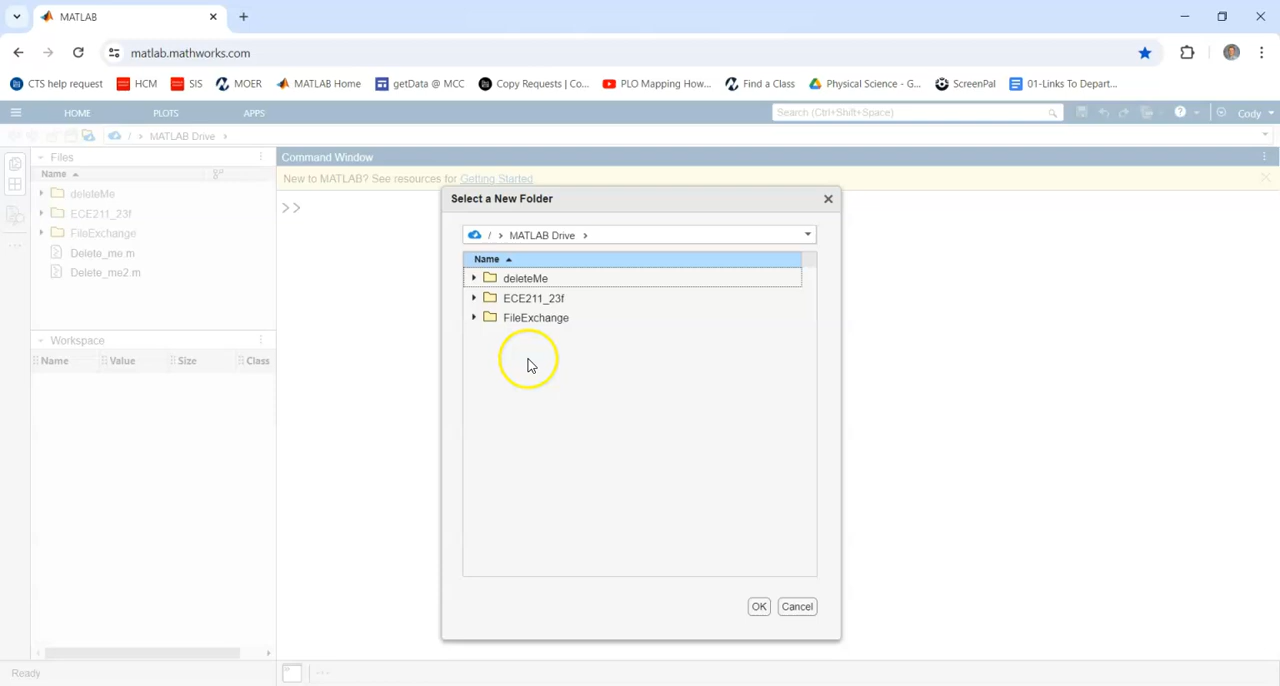 MATLAB
matlab.mathworks.com
CTS help request HCM SIS MOER MATLAB Home getData @ MCC Copy Requests | Co... PLO Mapping How... Find a Class Physical Science - G... ScreenPal 01-Links To Depart...
HOME PLOTS APPS Search (Ctrl+Shift+Space) Cody
/ › MATLAB Drive ›
Files
Name
deleteMe
ECE211_23f
FileExchange
Delete_me.m
Delete_me2.m
Workspace
Name Value Size Class
Ready
Command Window
New to MATLAB? See resources for Getting Started.
>>
Select a New Folder
/ › MATLAB Drive ›
Name
deleteMe
ECE211_23f
FileExchange
OK Cancel